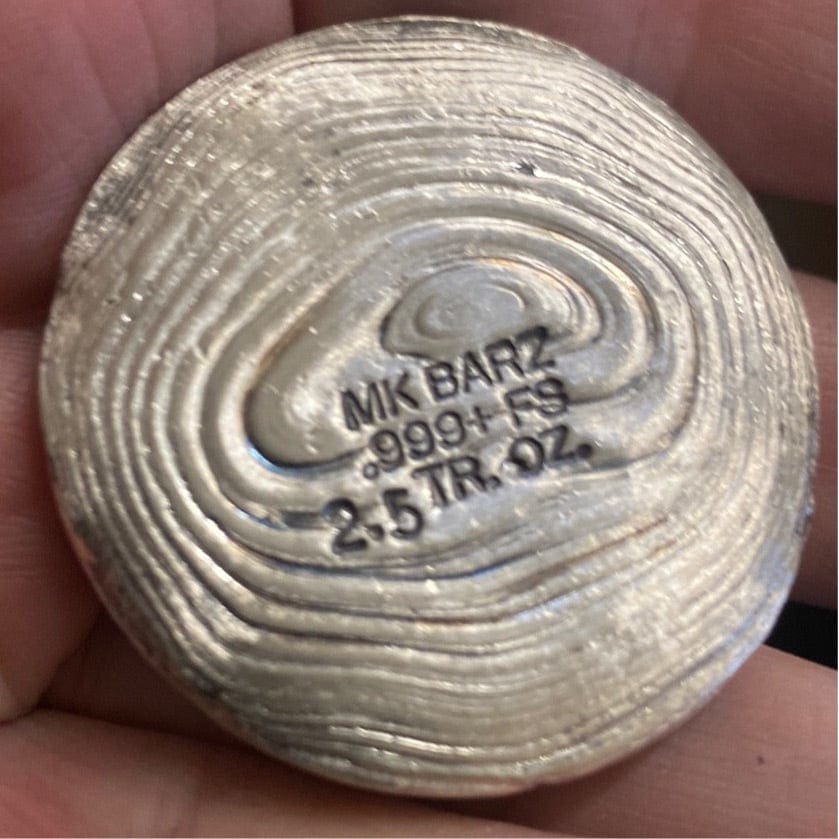 MK BARZ
.999+ FS
2.5 TR. OZ.